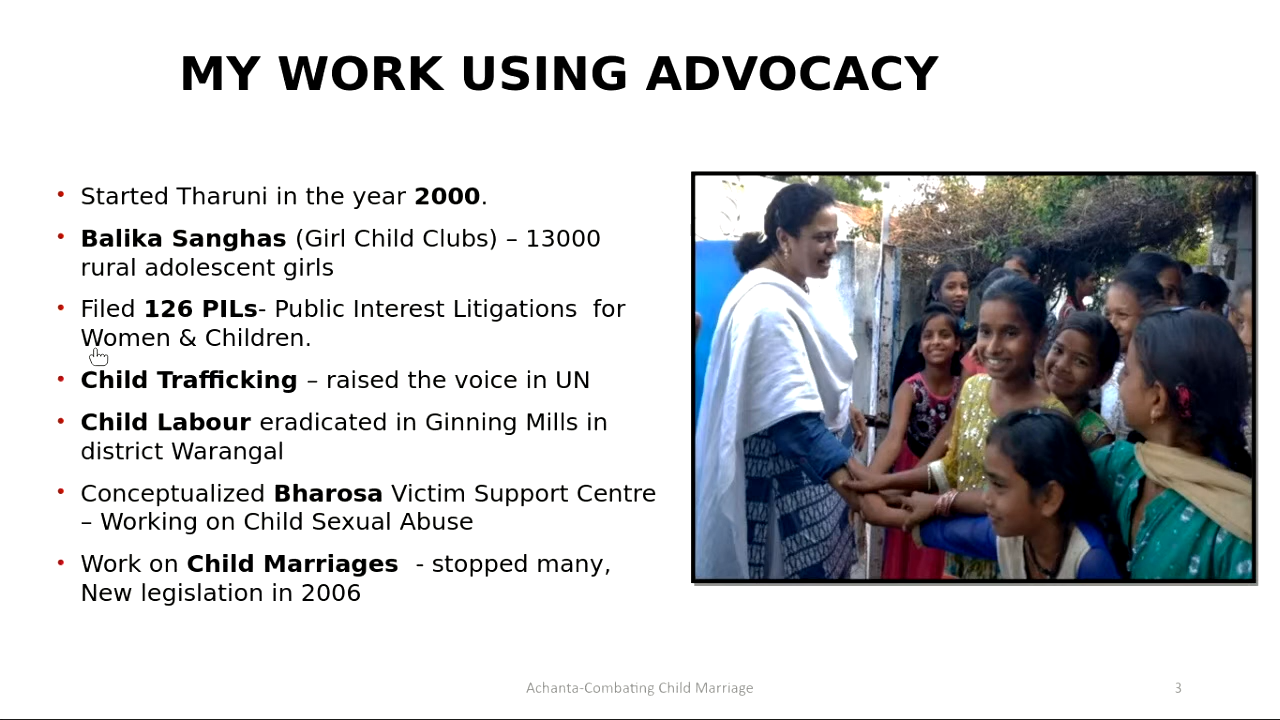 MY WORK USING ADVOCACY
• Started Tharuni in the year 2000.
• Balika Sanghas (Girl Child Clubs) – 13000
rural adolescent girls
• Filed 126 PILs- Public Interest Litigations  for
Women & Children.
• Child Trafficking – raised the voice in UN
• Child Labour eradicated in Ginning Mills in
district Warangal
• Conceptualized Bharosa Victim Support Centre
– Working on Child Sexual Abuse
• Work on Child Marriages  - stopped many,
New legislation in 2006
Achanta-Combating Child Marriage
3